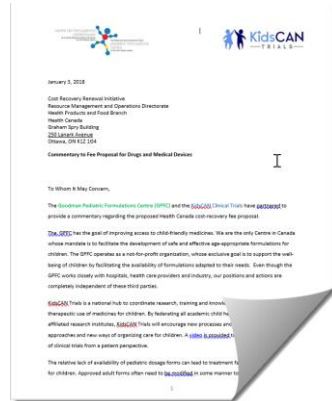 KidsCAN
TRIALS
January 3, 2018
Cost Recovery Renewal Initiative
Resource Management and Operations Directorate
Health Products and Food Branch
Health Canada
Graham Spry Building
250 Lanark Avenue
Ottawa, ON K1Z 1O4
Commentary to Fee Proposal for Drugs and Medical Devices
To Whom It May Concern,
The Goodman Pediatric Formulations Centre (GPFC) and the KidsCAN Clinical Trials have partnered to
provide a commentary regarding the proposed Health Canada cost-recovery fee proposal.
The GPFC has the goal of improving access to child-friendly medicines. We are the only Centre in Canada
whose mandate is to facilitate the development of safe and effective age-appropriate formulations for
children. The GPFC operates as a not-for-profit organization, whose exclusive goal is to support the well-
being of children by facilitating the availability of formulations adapted to their needs. Even though the
GPFC works closely with hospitals, health care providers and industry, our positions and actions are
completely independent of these third parties.
KidsCAN Trials is a national hub to coordinate research, training and
therapeutic use of medicines for children. By federating all academic child
affiliated research institutes, KidsCAN Trials will encourage new processes and
approaches and new ways of organizing care for children. A video is provided
of clinical trials from a patient perspective.
The relative lack of availability of pediatric dosage forms can lead to treatment
for children. Approved adult forms often need to be modified in some manner to
1